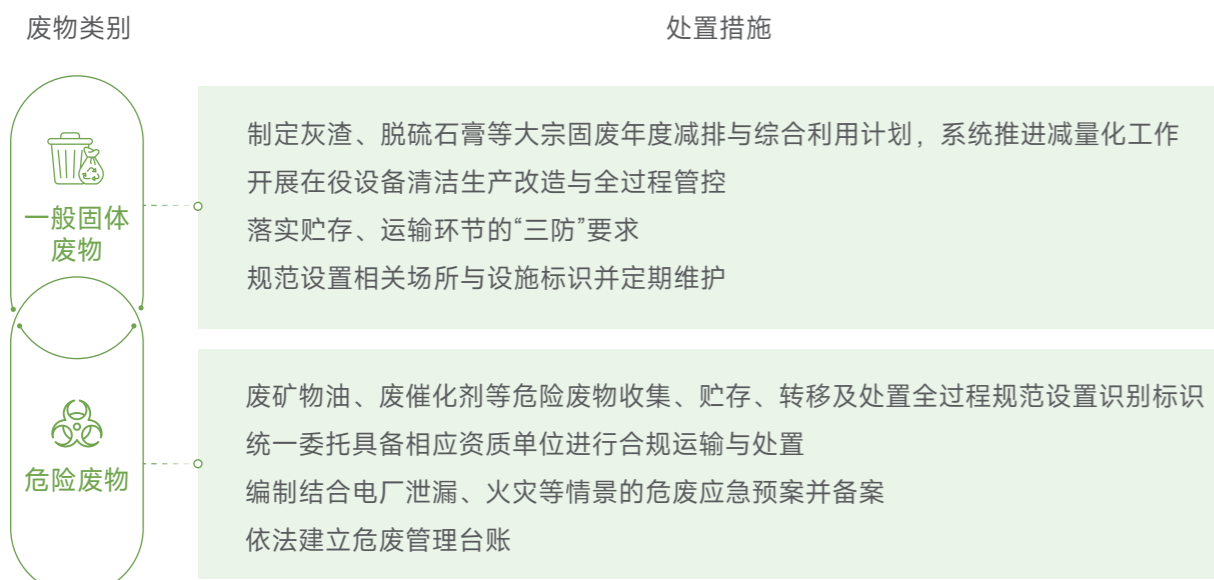 废物类别
处置措施
一般固体
废物
制定灰渣、脱硫石膏等大宗固废年度减排与综合利用计划，系统推进减量化工作
开展在役设备清洁生产改造与全过程管控
落实贮存、运输环节的“三防”要求
规范设置相关场所与设施标识并定期维护
危险废物
废矿物油、废催化剂等危险废物收集、贮存、转移及处置全过程规范设置识别标识
统一委托具备相应资质单位进行合规运输与处置
编制结合电厂泄漏、火灾等情景的危废应急预案并备案
依法建立危废管理台账